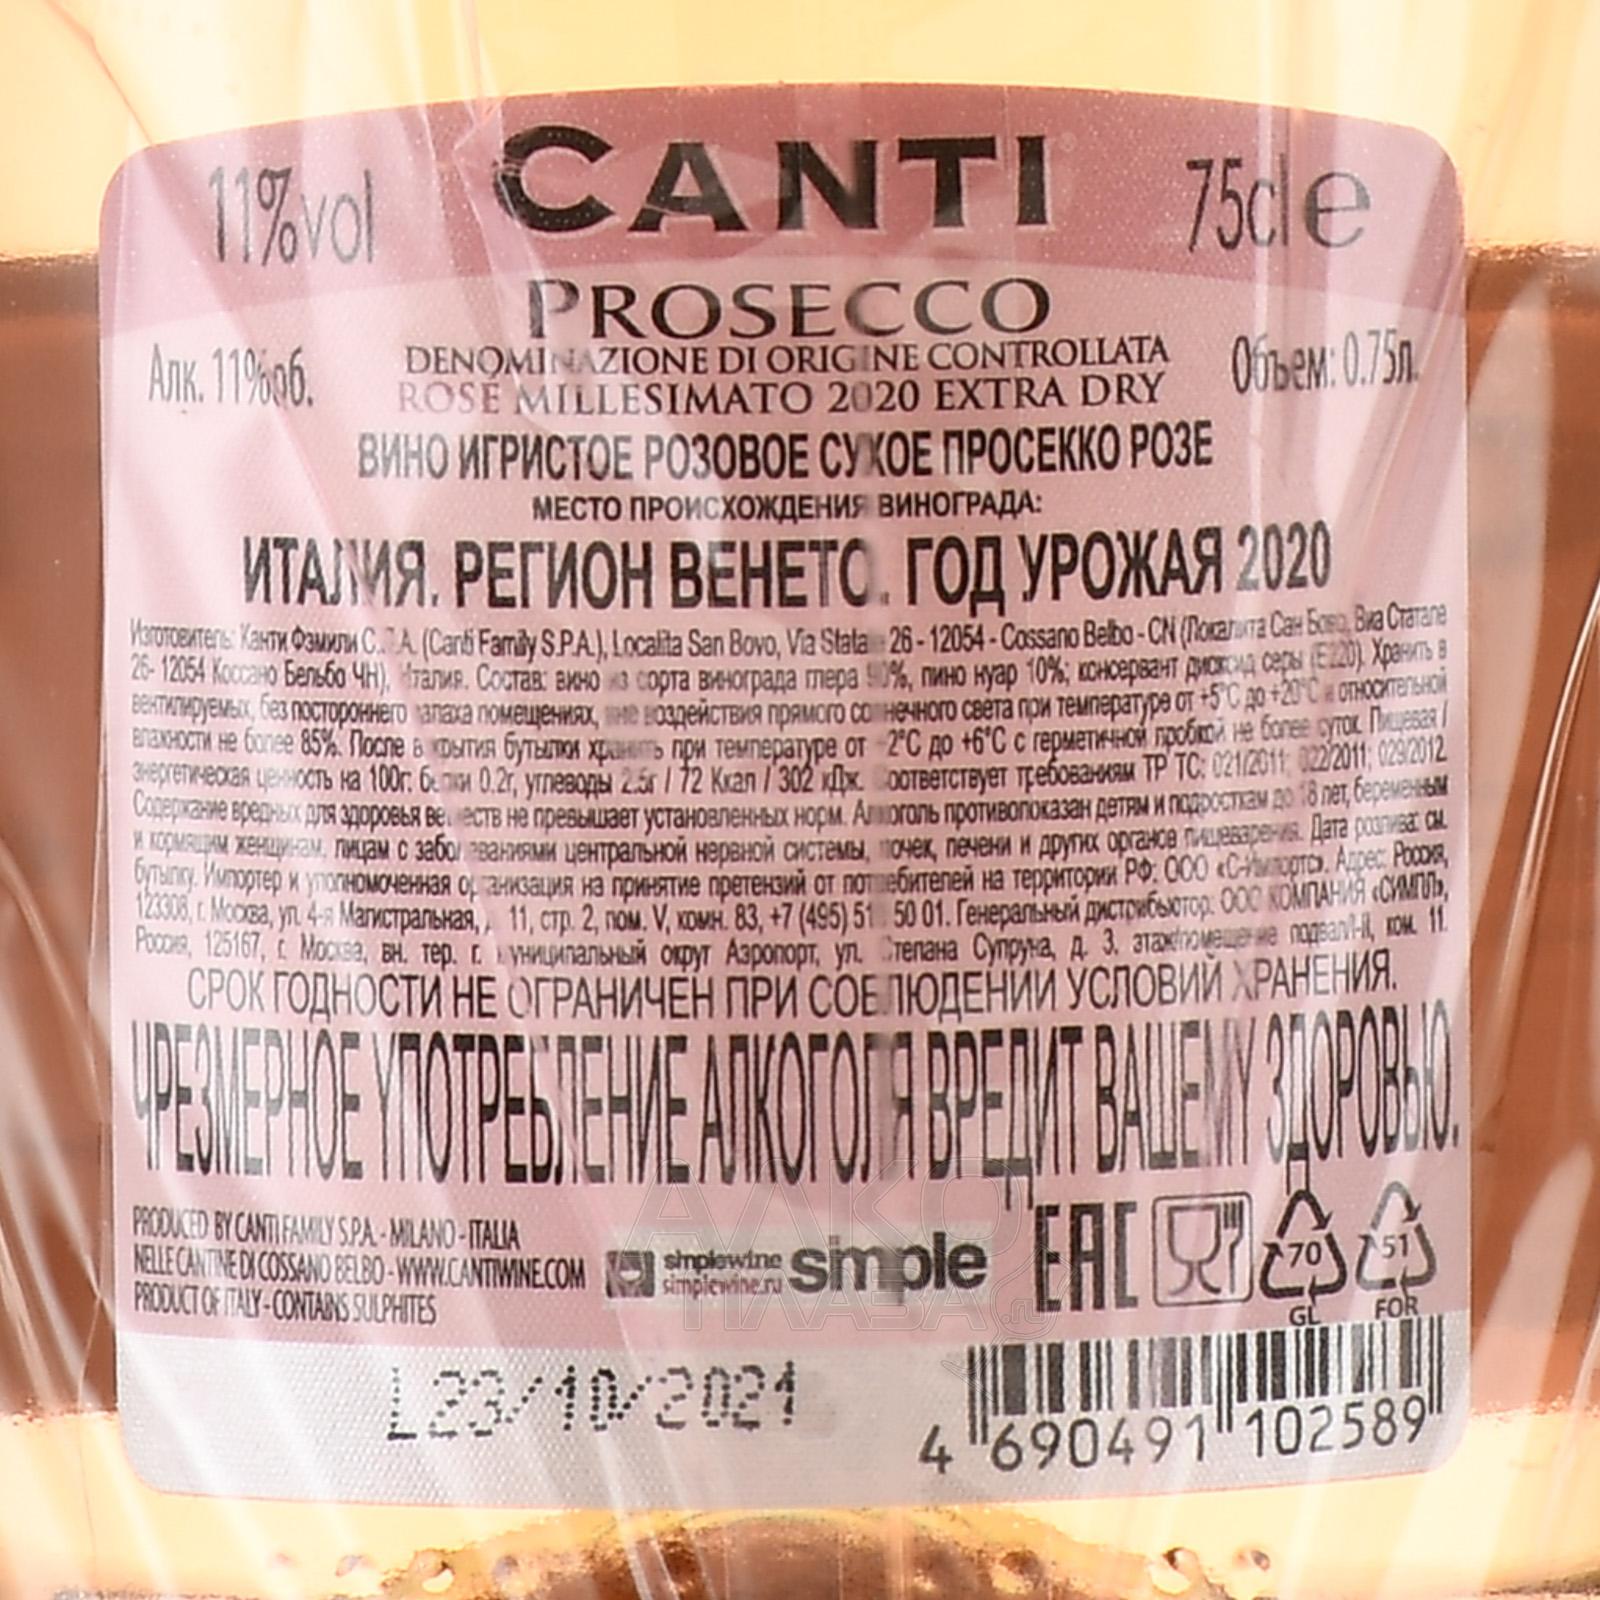 CANTI
11%vol
75cl e
PROSECCO
DENOMINAZIONE DI ORIGINE CONTROLLATA
Алк. 11%об.
Объем: 0.75л.
ROSÉ MILLESIMATO 2020 EXTRA DRY
ВИНО ИГРИСТОЕ РОЗОВОЕ СУХОЕ ПРОСЕККО РОЗЕ
МЕСТО ПРОИСХОЖДЕНИЯ ВИНОГРАДА:
ИТАЛИЯ. РЕГИОН ВЕНЕТО. ГОД УРОЖАЯ 2020
Изготовитель: Канти Фэмили (Canti Family S.P.A.), Localita San Bovo, Via Statale 26 - 12054 - Cossano Belbo - CN (Локалита Сан Бово, Виа Статале
26- 12054 Коссано Бельбо ЧН), Италия. Состав: вино из сорта винограда глера 90%, пино нуар 10%; консервант диоксид серы (Е220). Хранить в
вентилируемых, без постороннего запаха помещениях, вне воздействия прямого солнечного света при температуре от +5°С до +20°С и относительной
влажности не более 85%. После вскрытия бутылки хранить при температуре от +2°С до +6°С с герметичной пробкой не более суток. Пищевая /
энергетическая ценность на 100г: белки 0.2г, углеводы 2.5г / 72 Ккал / 302 кДж. Соответствует требованиям ТР ТС: 021/2011; 022/2011; 029/2012.
Содержание вредных для здоровья веществ не превышает установленных норм. Алкоголь противопоказан детям и подросткам до 18 лет, беременным
и кормящим женщинам, лицам с заболеваниями центральной нервной системы, почек, печени и других органов пищеварения. Дата розлива: см.
бутылку. Импортер и уполномоченная организация на принятие претензий от потребителей на территории РФ: ООО «С-Импортс». Адрес: Россия,
123308, г. Москва, ул. 4-я Магистральная, 11, стр. 2, пом. V, комн. 83, +7 (495) 50 01. Генеральный дистрибьютор: ООО КОМПАНИЯ «СИМПЛ»,
Россия, 125167, г. Москва, вн. тер. г. муниципальный округ Аэропорт, ул. Степана Супруна, д. 3, этаж/помещение подвал/I-II, ком. 11.
СРОК ГОДНОСТИ НЕ ОГРАНИЧЕН ПРИ СОБЛЮДЕНИИ УСЛОВИЙ ХРАНЕНИЯ.
ЧРЕЗМЕРНОЕ УПОТРЕБЛЕНИЕ АЛКОГОЛЯ ВРЕДИТ ВАШЕМУ ЗДОРОВЬЮ.
PRODUCED BY CANTI FAMILY S.P.A. - MILANO - ITALIA
NELLE CANTINE DI COSSANO BELBO - WWW.CANTIWINE.COM
PRODUCT OF ITALY - CONTAINS SULPHITES
simplewine
simplewine.ru
simple
EAC
70
GL
51
FOR
АЛКО
ПЛАЗА.ru
L23/10/2021
4 690491 102589